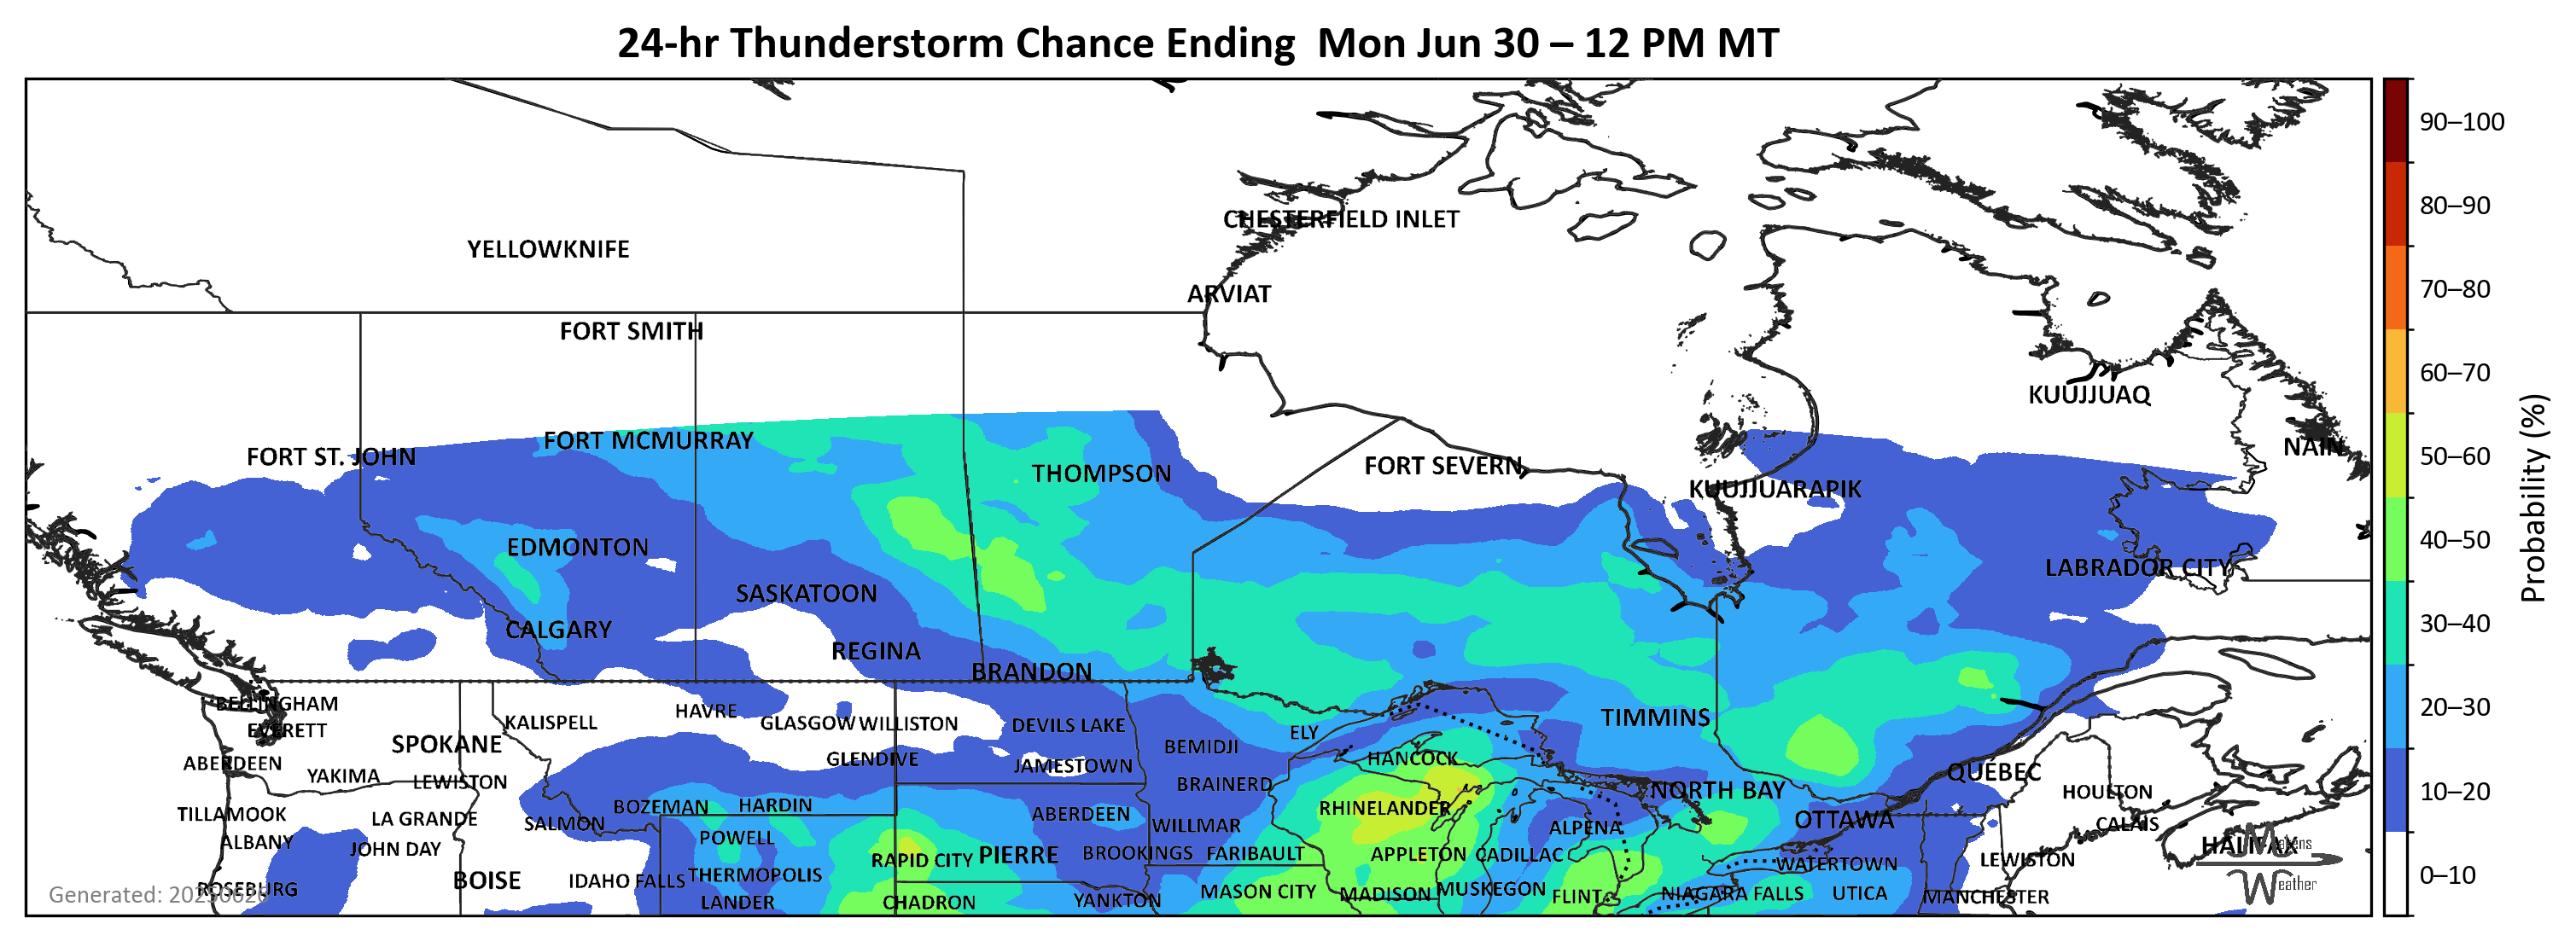 24-hr Thunderstorm Chance Ending  Mon Jun 30 – 12 PM MT
90–100
CHESTERFIELD INLET
80–90
YELLOWKNIFE
70–80
ARVIAT
FORT SMITH
60–70
KUUJJUAQ
FORT MCMURRAY
NAIN
FORT ST. JOHN
50–60
FORT SEVERN
THOMPSON
KUUJJUARAPIK
Probability (%)
40–50
EDMONTON
LABRADOR CITY
SASKATOON
30–40
CALGARY
REGINA
BRANDON
BELLINGHAM
20–30
HAVRE
TIMMINS
KALISPELL
GLASGOW
WILLISTON
DEVILS LAKE
EVERETT
ELY
SPOKANE
BEMIDJI
HANCOCK
GLENDIVE
ABERDEEN
JAMESTOWN
QUÉBEC
YAKIMA
LEWISTON
BRAINERD
NORTH BAY
HOULTON
10–20
BOZEMAN
HARDIN
RHINELANDER
TILLAMOOK
ABERDEEN
LA GRANDE
OTTAWA
SALMON
WILLMAR
ALPENA
CALAIS
POWELL
ALBANY
HALIFAX
Makens
JOHN DAY
BROOKINGS
FARIBAULT
APPLETON
CADILLAC
PIERRE
RAPID CITY
LEWISTON
WATERTOWN
THERMOPOLIS
0–10
BOISE
IDAHO FALLS
Weather
ROSEBURG
MUSKEGON
MASON CITY
Generated: 20250626
MADISON
NIAGARA FALLS
UTICA
FLINT
MANCHESTER
YANKTON
LANDER
CHADRON